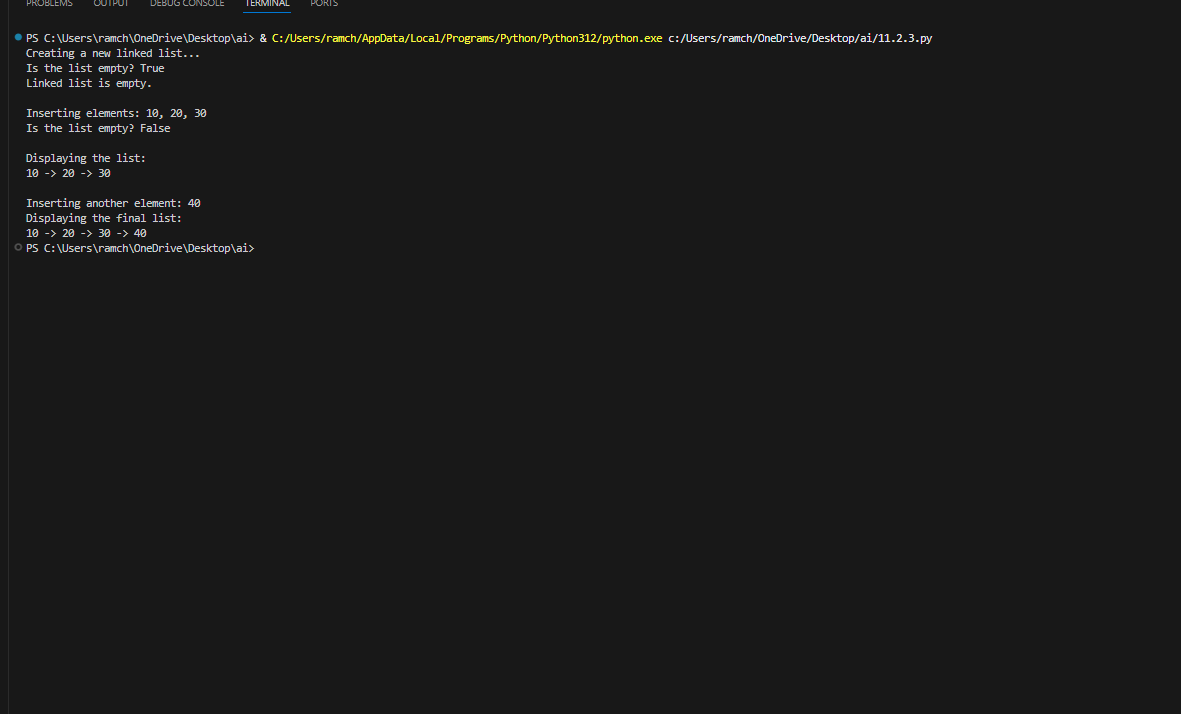 PROBLEMS OUTPUT DEBUG CONSOLE TERMINAL PORTS
PS C:\Users\ramch\OneDrive\Desktop\ai> & C:/Users/ramch/AppData/Local/Programs/Python/Python312/python.exe c:/Users/ramch/OneDrive/Desktop/ai/11.2.3.py
Creating a new linked list...
Is the list empty? True
Linked list is empty.
Inserting elements: 10, 20, 30
Is the list empty? False
Displaying the list:
10 -> 20 -> 30
Inserting another element: 40
Displaying the final list:
10 -> 20 -> 30 -> 40
PS C:\Users\ramch\OneDrive\Desktop\ai>